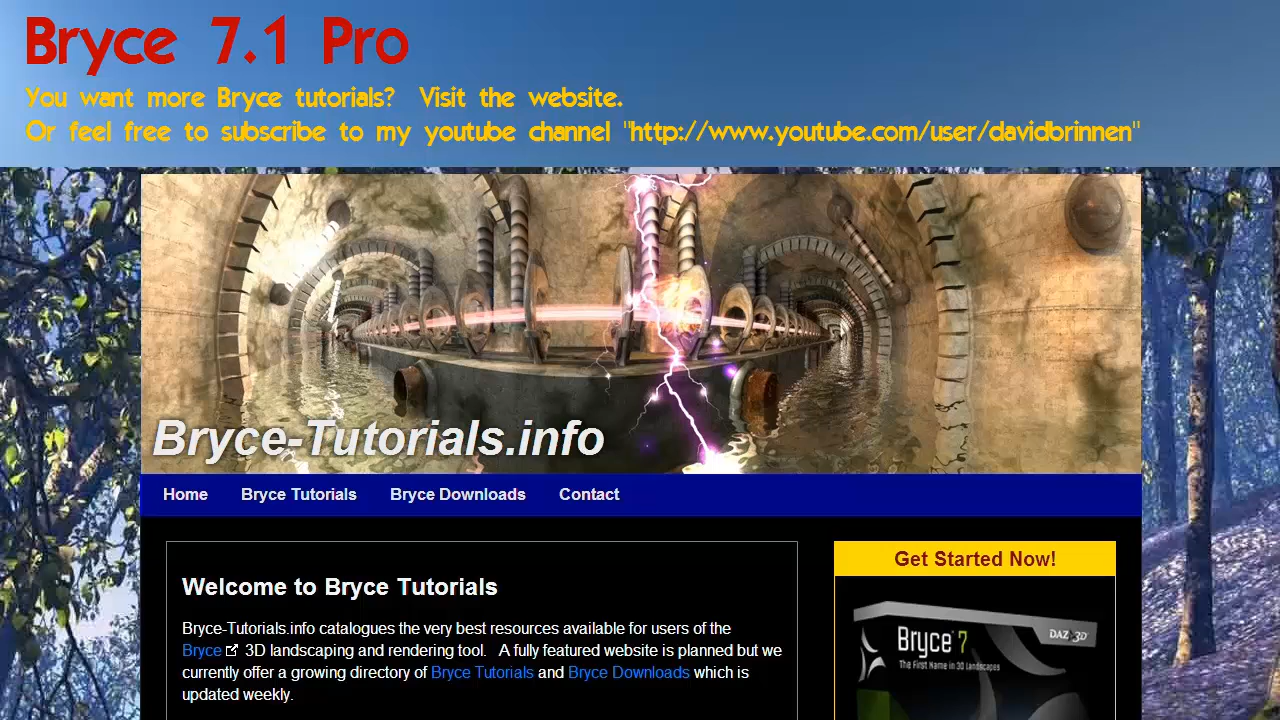 Bryce 7.1 Pro
You want more Bryce tutorials? Visit the website.
Or feel free to subscribe to my youtube channel "http://www.youtube.com/user/davidbrinnen"
Bryce-Tutorials.info
Home Bryce Tutorials Bryce Downloads Contact
Welcome to Bryce Tutorials
Bryce-Tutorials.info catalogues the very best resources available for users of the
Bryce 3D landscaping and rendering tool. A fully featured website is planned but we
currently offer a growing directory of Bryce Tutorials and Bryce Downloads which is
updated weekly.
Get Started Now!
DAZ 3D
Bryce 7
The First Name in 3D Landscapes